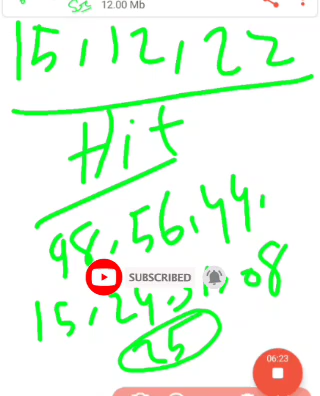 12.00 Mb
15,12,22
Hit
98,56,44,
SUBSCRIBED
15,24, 08
25
06:23